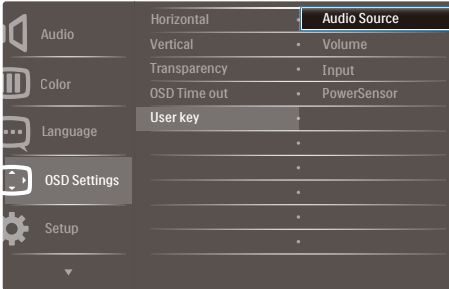 Audio
Color
Language
OSD Settings
Setup
Horizontal
Vertical
Transparency
OSD Time out
User key
Audio Source
Volume
Input
PowerSensor